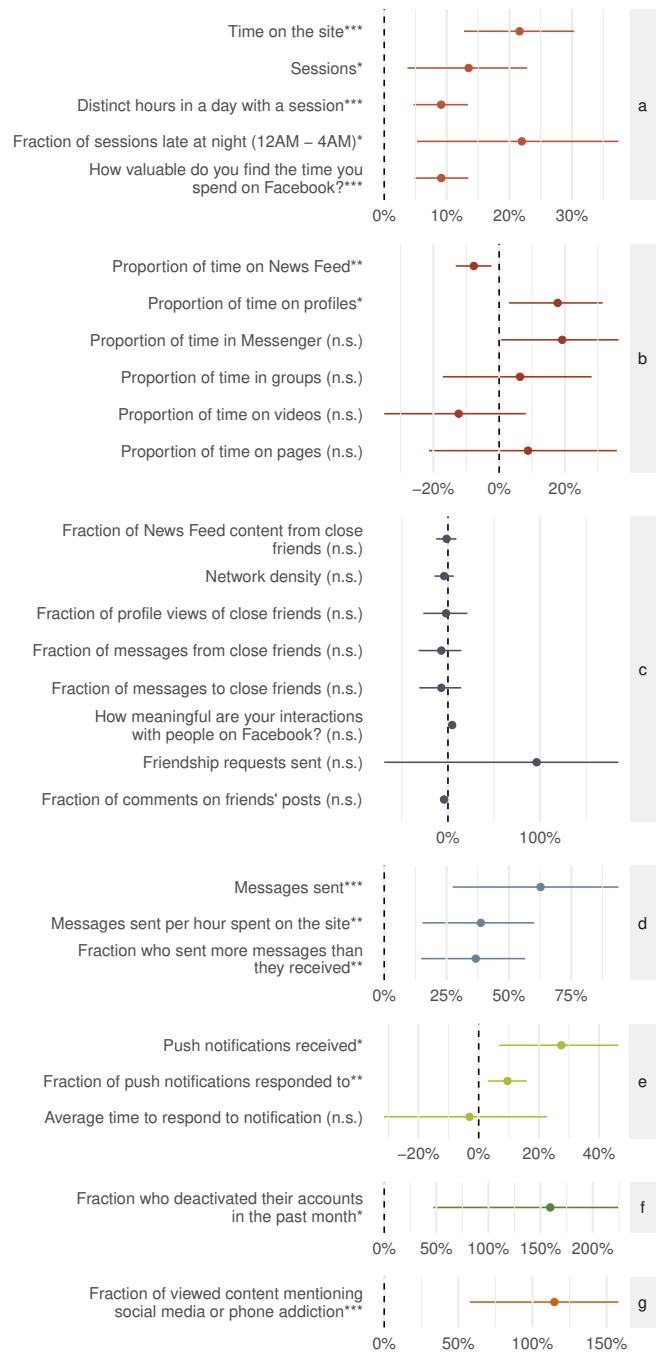 Time on the site***
Sessions*
Distinct hours in a day with a session***
Fraction of sessions late at night (12AM − 4AM)*
How valuable do you find the time you
spend on Facebook?***
a
0% 10% 20% 30%
Proportion of time on News Feed**
Proportion of time on profiles*
Proportion of time in Messenger (n.s.)
Proportion of time in groups (n.s.)
Proportion of time on videos (n.s.)
Proportion of time on pages (n.s.)
b
−20% 0% 20%
Fraction of News Feed content from close
friends (n.s.)
Network density (n.s.)
Fraction of profile views of close friends (n.s.)
Fraction of messages from close friends (n.s.)
Fraction of messages to close friends (n.s.)
How meaningful are your interactions
with people on Facebook? (n.s.)
Friendship requests sent (n.s.)
Fraction of comments on friends' posts (n.s.)
c
0% 100%
Messages sent***
Messages sent per hour spent on the site**
Fraction who sent more messages than
they received**
d
0% 25% 50% 75%
Push notifications received*
Fraction of push notifications responded to**
Average time to respond to notification (n.s.)
e
−20% 0% 20% 40%
Fraction who deactivated their accounts
in the past month*
f
0% 50% 100% 150% 200%
Fraction of viewed content mentioning
social media or phone addiction***
g
0% 50% 100% 150%